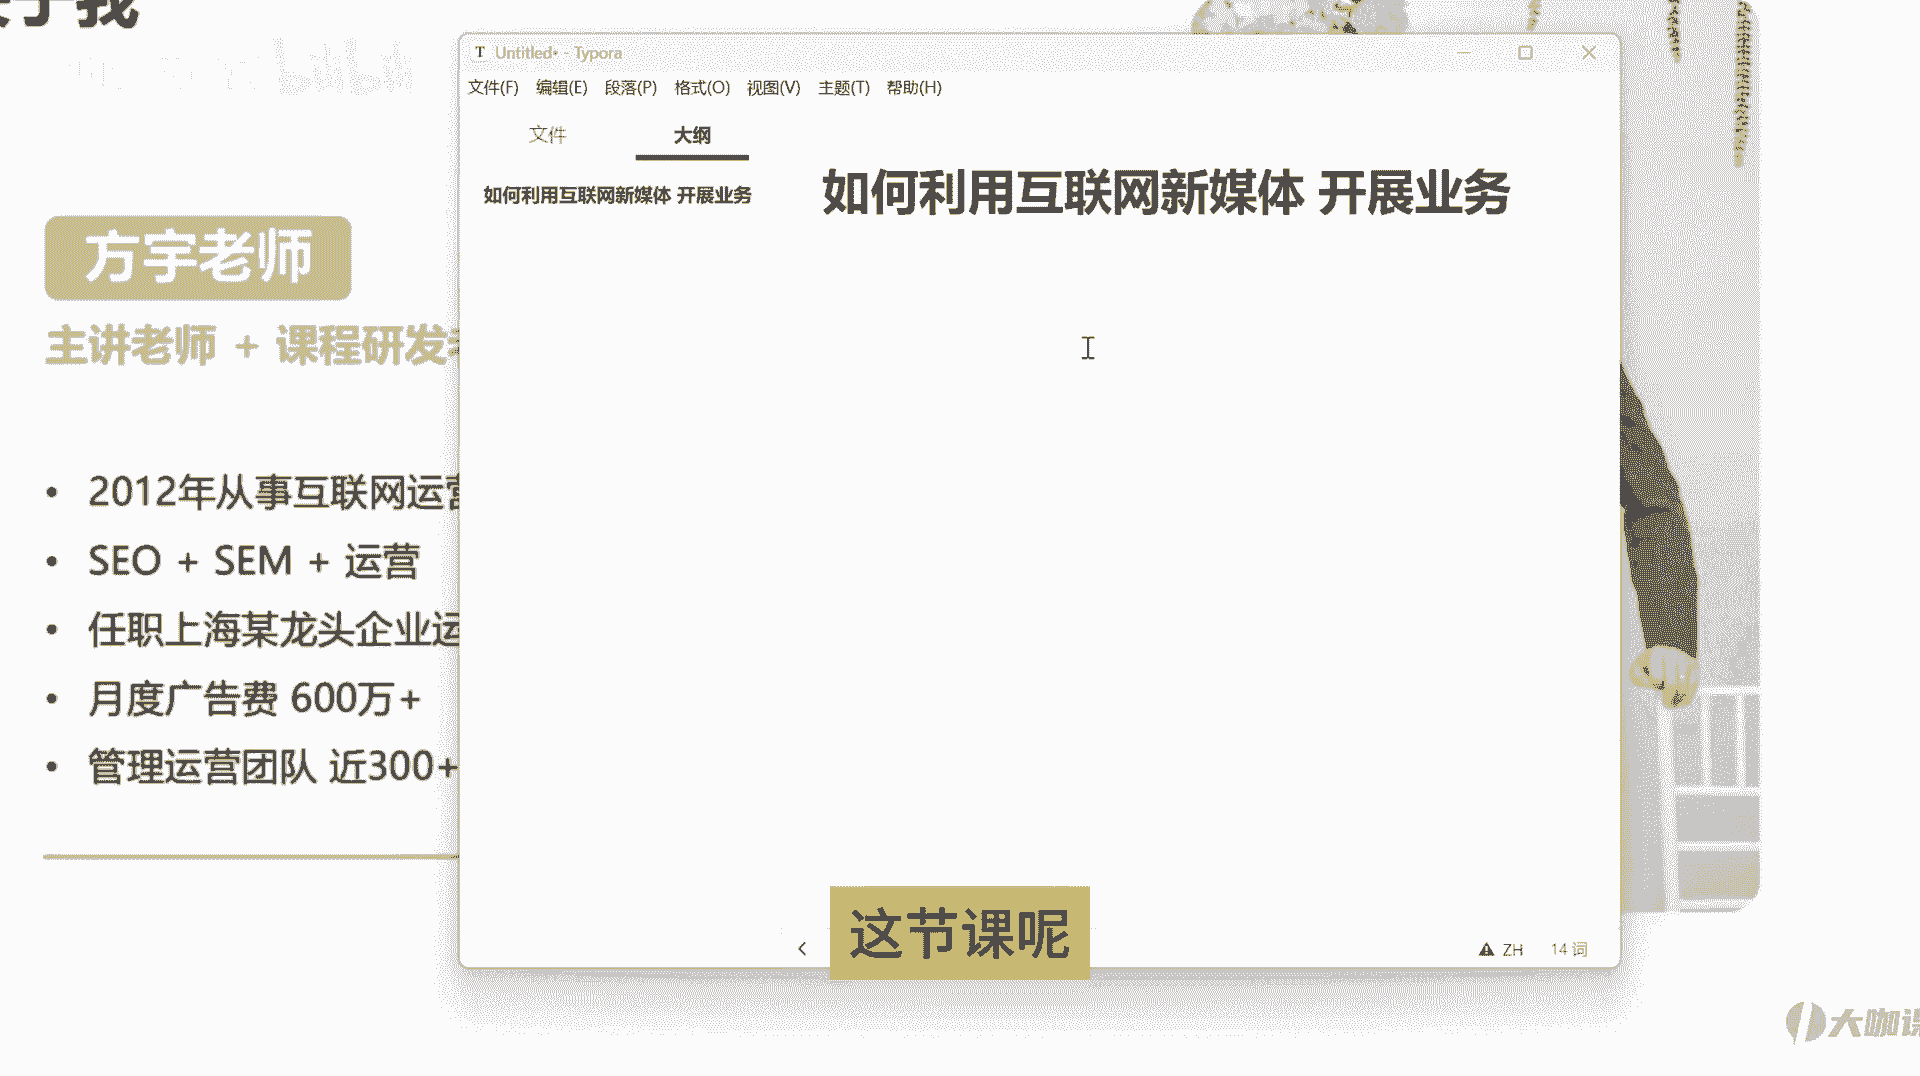 于我
bilibili
方宇老师
主讲老师 + 课程研发
• 2012年从事互联网运营
• SEO + SEM + 运营
• 任职上海某龙头企业运
• 月度广告费 600万+
• 管理运营团队 近300+
T Untitled• - Typora
文件(F) 编辑(E) 段落(P) 格式(O) 视图(V) 主题(T) 帮助(H)
文件 大纲
如何利用互联网新媒体 开展业务
如何利用互联网新媒体 开展业务
这节课呢
ZH 14 词
大咖课